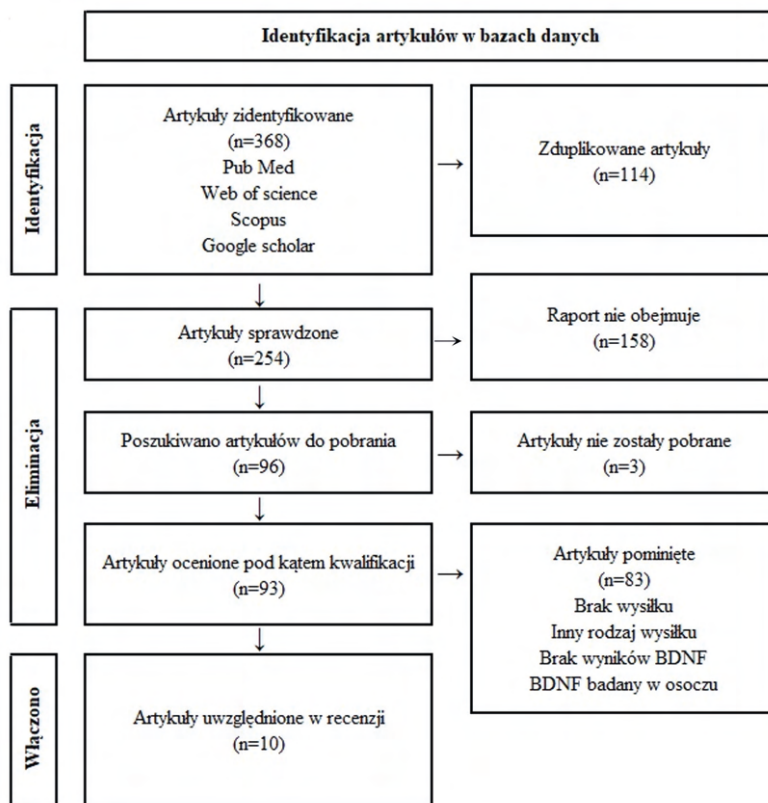 Identyfikacja artykułów w bazach danych
Identyfikacja
Artykuły zidentyfikowane
(n=368)
Pub Med
Web of science
Scopus
Google scholar
Zduplikowane artykuły
(n=114)
Eliminacja
Artykuły sprawdzone
(n=254)
Raport nie obejmuje
(n=158)
Poszukiwano artykułów do pobrania
(n=96)
Artykuły nie zostały pobrane
(n=3)
Artykuły ocenione pod kątem kwalifikacji
(n=93)
Artykuły pominięte
(n=83)
Brak wysiłku
Inny rodzaj wysiłku
Brak wyników BDNF
BDNF badany w osoczu
Włączono
Artykuły uwzględnione w recenzji
(n=10)